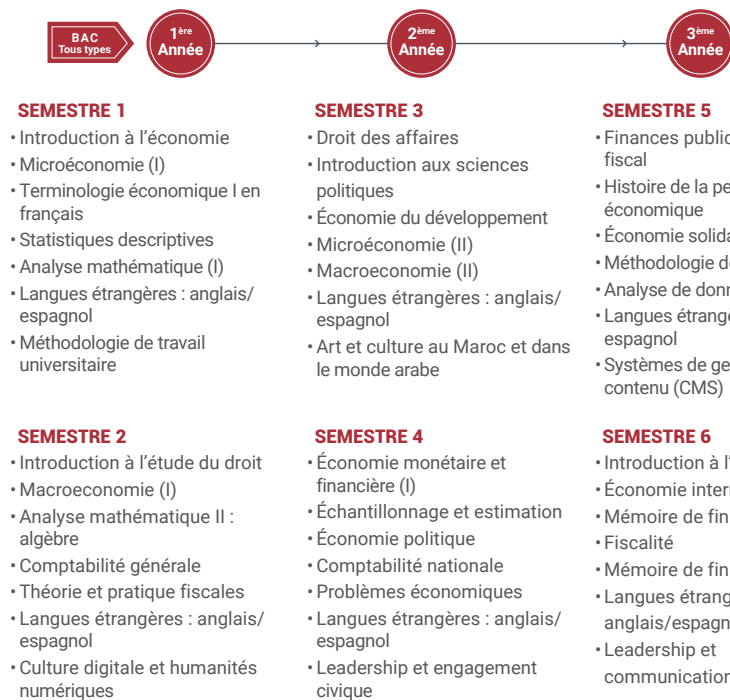 BAC
Tous types
1ère
Année
2ème
Année
3ème
Année
SEMESTRE 1
• Introduction à l’économie
• Microéconomie (I)
• Terminologie économique I en
français
• Statistiques descriptives
• Analyse mathématique (I)
• Langues étrangères : anglais/
espagnol
• Méthodologie de travail
universitaire
SEMESTRE 2
• Introduction à l’étude du droit
• Macroeconomie (I)
• Analyse mathématique II :
algèbre
• Comptabilité générale
• Théorie et pratique fiscales
• Langues étrangères : anglais/
espagnol
• Culture digitale et humanités
numériques
SEMESTRE 3
• Droit des affaires
• Introduction aux sciences
politiques
• Économie du développement
• Microéconomie (II)
• Macroeconomie (II)
• Langues étrangères : anglais/
espagnol
• Art et culture au Maroc et dans
le monde arabe
SEMESTRE 4
• Économie monétaire et
financière (I)
• Échantillonnage et estimation
• Économie politique
• Comptabilité nationale
• Problèmes économiques
• Langues étrangères : anglais/
espagnol
• Leadership et engagement
civique
SEMESTRE 5
• Finances
fiscal
• Histoire de la
économique
• Économie
• Méthodologie
• Analyse de
• Langues
espagnol
• Systèmes de
contenu (CMS)
SEMESTRE 6
• Introduction à
• Économie
• Mémoire de fin
• Fiscalité
• Mémoire de fin
• Langues
• Leadership et